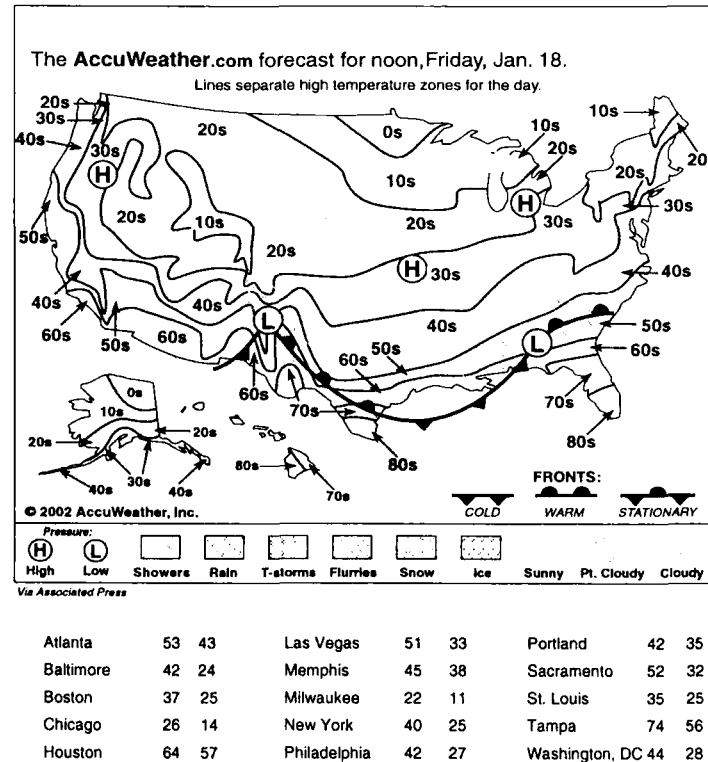 The AccuWeather.com forecast for noon, Friday, Jan. 18.
Lines separate high temperature zones for the day.
20s
30s
40s
30s
20s
0s
10s
10s
20s
10s
20s
20s
30s
H
H
20s
10s
20s
20s
30s
50s
20s
H
30s
40s
40s
60s
50s
60s
40s
L
40s
50s
60s
60s
70s
L
50s
60s
70s
80s
80s
0s
10s
20s
20s
40s
30s
40s
80s
70s
FRONTS:
COLD WARM STATIONARY
© 2002 AccuWeather, Inc.
Pressure:
H L
High Low Showers Rain T-storms Flurries Snow Ice Sunny Pt. Cloudy Cloudy
Via Associated Press
Atlanta 53 43 Las Vegas 51 33 Portland 42 35
Baltimore 42 24 Memphis 45 38 Sacramento 52 32
Boston 37 25 Milwaukee 22 11 St. Louis 35 25
Chicago 26 14 New York 40 25 Tampa 74 56
Houston 64 57 Philadelphia 42 27 Washington, DC 44 28